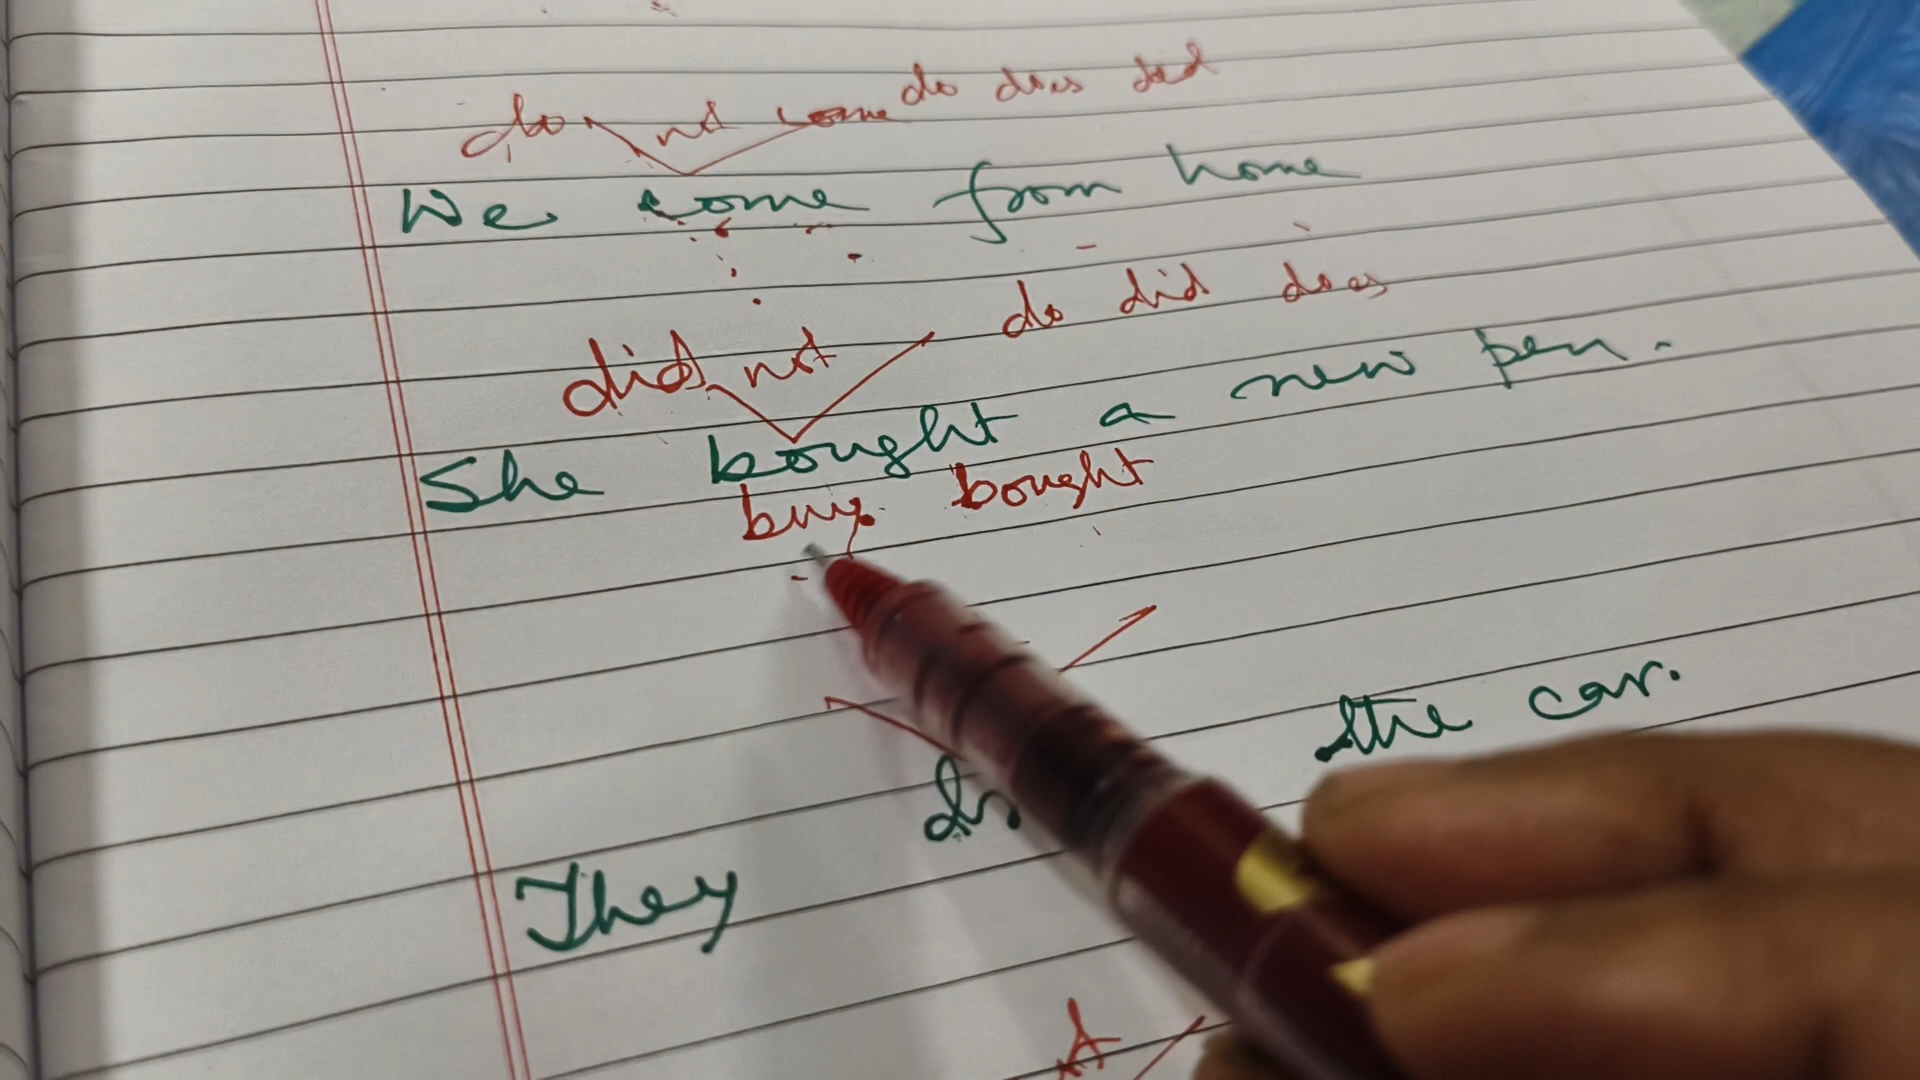 do not come do does did
We come from home
did not do did does
She bought a new pen.
buy bought
They the car.